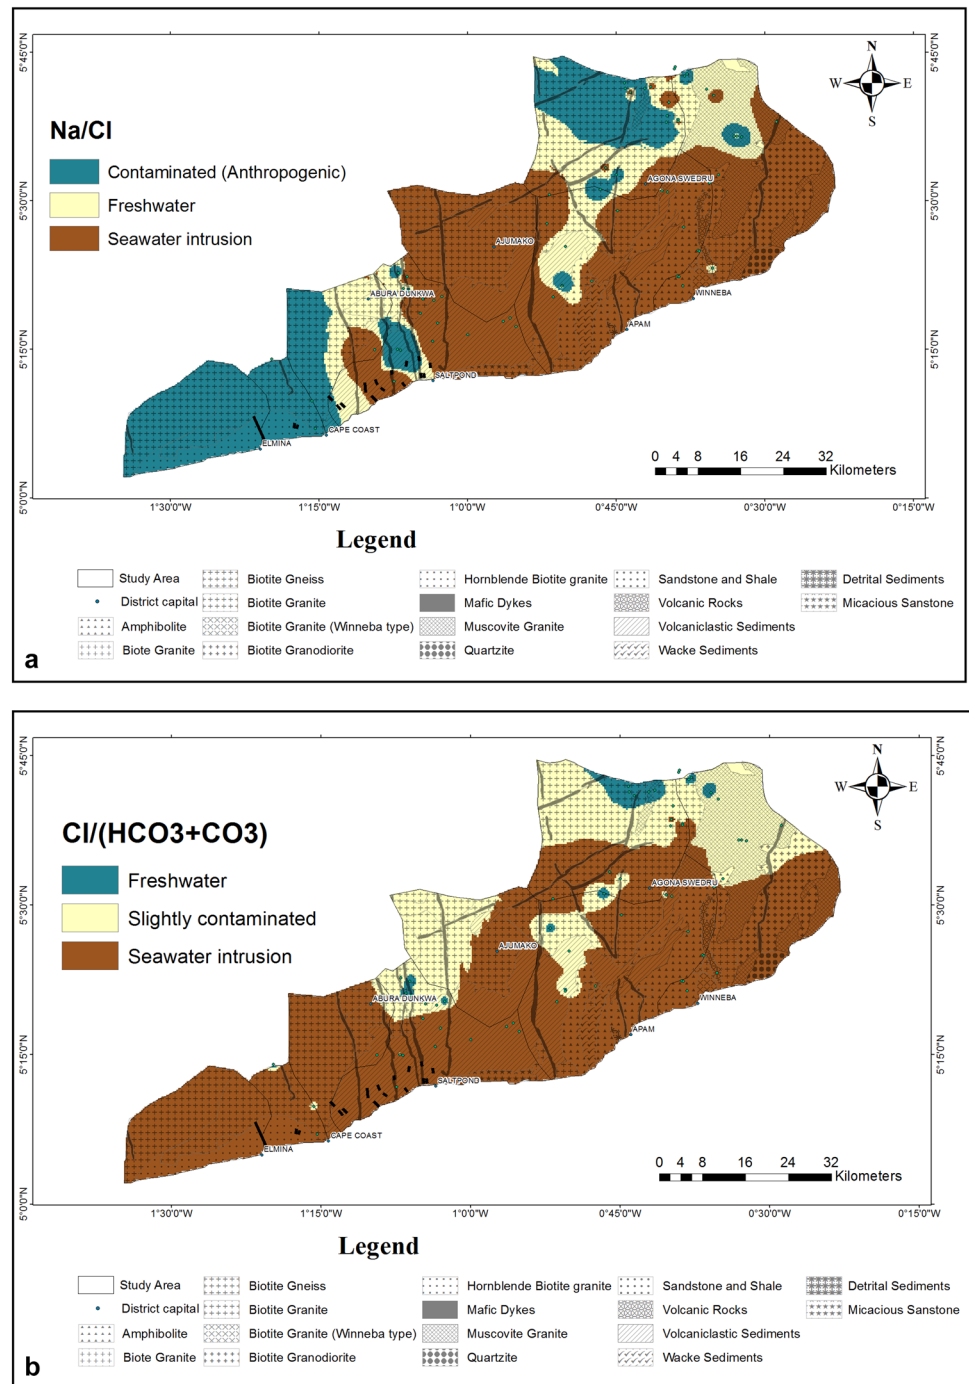 N
W E
S
Na/Cl
Contaminated (Anthropogenic)
Freshwater
Seawater intrusion
5°45'0"N
5°30'0"N
5°15'0"N
5°0'0"N
5°45'0"N
5°30'0"N
5°15'0"N
5°0'0"N
AGONA SWEDRU
AJUMAKO
ABURA DUNKWA
WINNEBA
APAM
SALTPOND
CAPE COAST
ELMINA
0 4 8 16 24 32
Kilometers
1°30'0"W 1°15'0"W 1°0'0"W 0°45'0"W 0°30'0"W 0°15'0"W
Legend
Study Area
District capital
Amphibolite
Biote Granite
Biotite Gneiss
Biotite Granite
Biotite Granite (Winneba type)
Biotite Granodiorite
Hornblende Biotite granite
Mafic Dykes
Muscovite Granite
Quartzite
Sandstone and Shale
Volcanic Rocks
Volcaniclastic Sediments
Wacke Sediments
Detrital Sediments
Micacious Sanstone
a
N
W E
S
Cl/(HCO3+CO3)
Freshwater
Slightly contaminated
Seawater intrusion
5°45'0"N
5°30'0"N
5°15'0"N
5°0'0"N
5°45'0"N
5°30'0"N
5°15'0"N
5°0'0"N
AGONA SWEDRU
AJUMAKO
ABURA DUNKWA
WINNEBA
APAM
SALTPOND
CAPE COAST
ELMINA
0 4 8 16 24 32
Kilometers
1°30'0"W 1°15'0"W 1°0'0"W 0°45'0"W 0°30'0"W 0°15'0"W
Legend
Study Area
District capital
Amphibolite
Biote Granite
Biotite Gneiss
Biotite Granite
Biotite Granite (Winneba type)
Biotite Granodiorite
Hornblende Biotite granite
Mafic Dykes
Muscovite Granite
Quartzite
Sandstone and Shale
Volcanic Rocks
Volcaniclastic Sediments
Wacke Sediments
Detrital Sediments
Micacious Sanstone
b